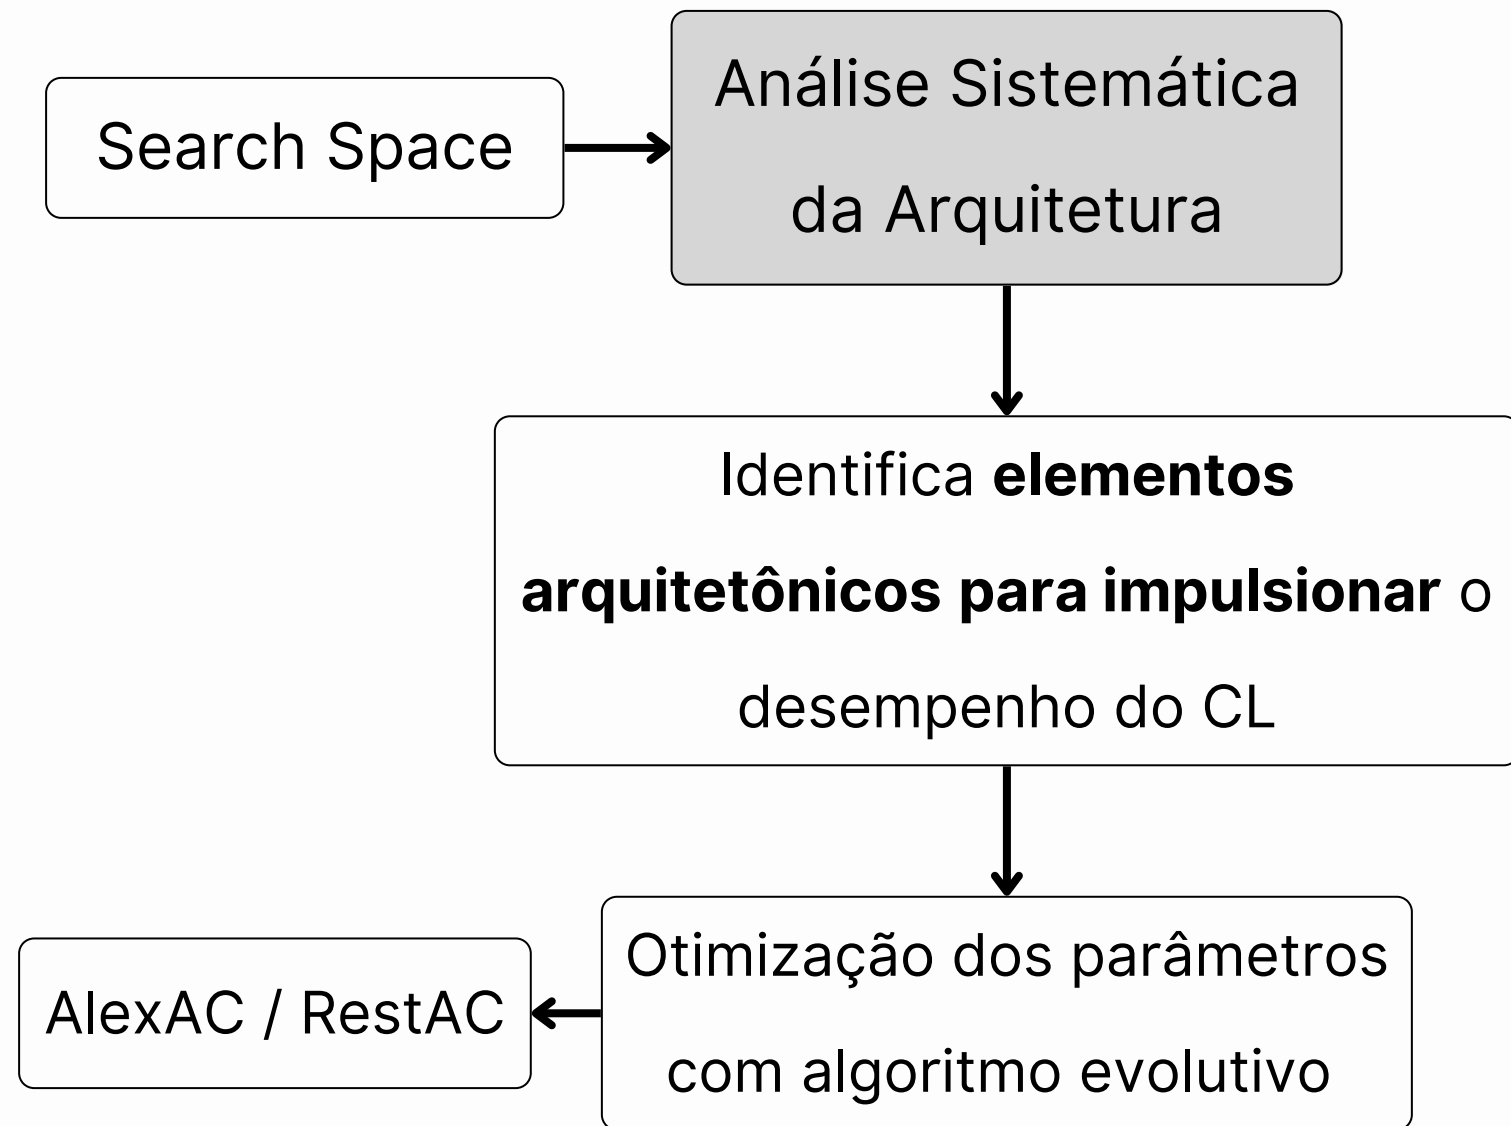 Search Space
Análise Sistemática
da Arquitetura
Identifica elementos
arquitetônicos para impulsionar o
desempenho do CL
Otimização dos parâmetros
com algoritmo evolutivo
AlexAC / RestAC